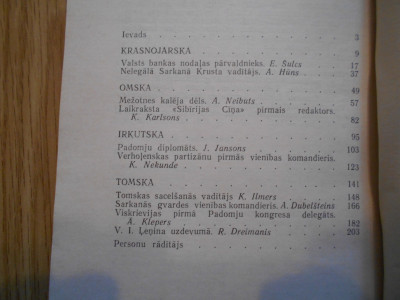 Ievads 3
KRASNOJARSKA 9
Valsts bankas nodaļas pārvaldnieks. E. Šulcs 17
Nelegālā Sarkanā Krusta vadītājs. A. Hūns 37
OMSKA 49
Mežotnes kalēja dēls. A. Neibuts 57
Laikraksta «Sibīrijas Cīņa» pirmais redaktors.
K. Karlsons 82
IRKUTSKA 95
Padomju diplomāts. J. Jansons 103
Verholenskas partizānu pirmās vienības komandieris.
K. Nekunde 123
TOMSKA 141
Tomskas sacelšanās vadītājs K. Ilmers 148
Sarkanās gvardes vienības komandieris. A. Dubelšteins 166
Viskrievijas pirmā Padomju kongresa delegāts.
A. Klepers 182
V. I. Ļeņina uzdevumā. R. Dreimanis 203
Personu rādītājs